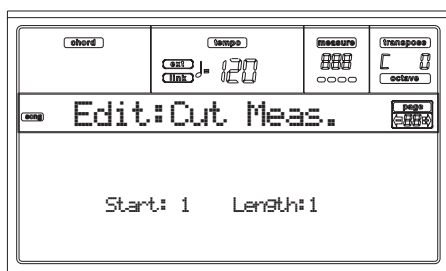 chord tempo measure transpose
ext link ♩= 120 888 C 0
octave
song Edit:Cut Meas. page 88
Start: 1 Length:1